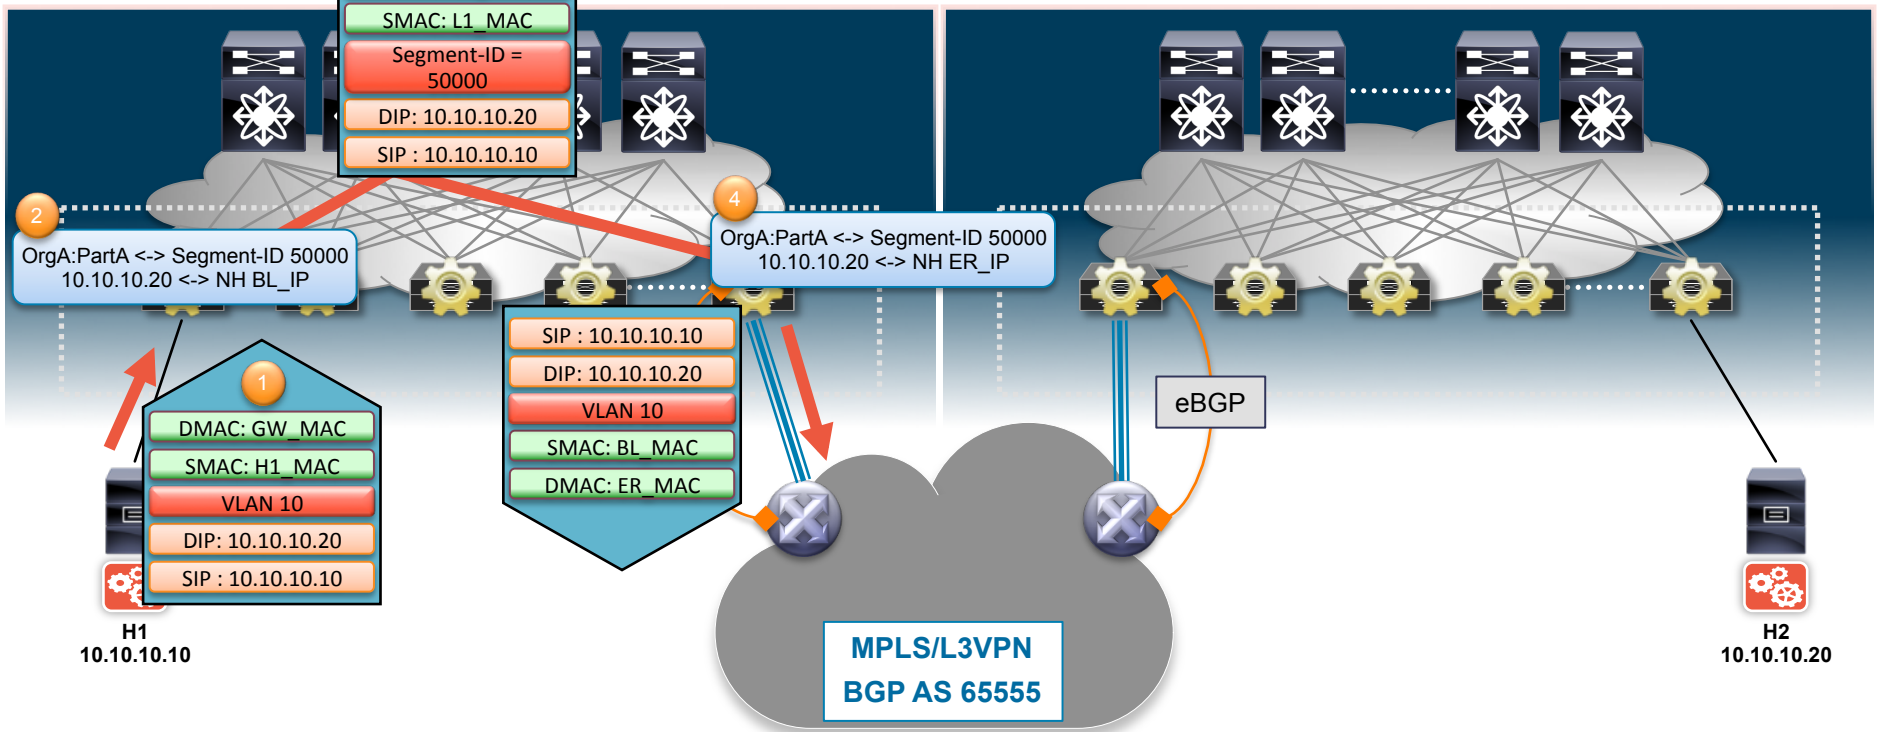 SMAC: L1_MAC
Segment-ID =
50000
DIP: 10.10.10.20
SIP : 10.10.10.10
2
OrgA:PartA <-> Segment-ID 50000
10.10.10.20 <-> NH BL_IP
4
OrgA:PartA <-> Segment-ID 50000
10.10.10.20 <-> NH ER_IP
1
DMAC: GW_MAC
SMAC: H1_MAC
VLAN 10
DIP: 10.10.10.20
SIP : 10.10.10.10
SIP : 10.10.10.10
DIP: 10.10.10.20
VLAN 10
SMAC: BL_MAC
DMAC: ER_MAC
eBGP
H1
10.10.10.10
MPLS/L3VPN
BGP AS 65555
H2
10.10.10.20